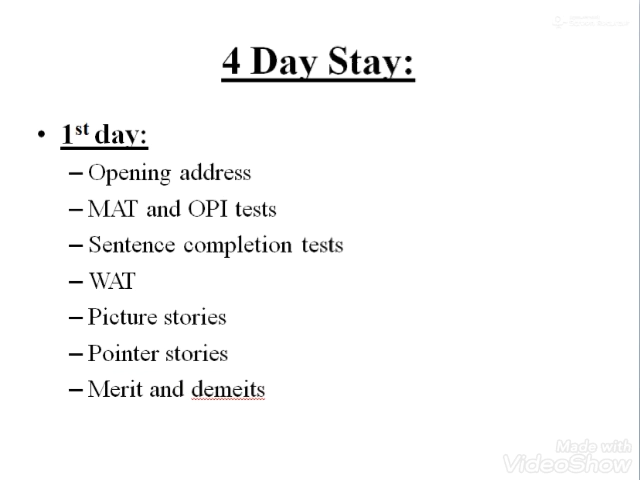 4 Day Stay:
• 1st day:
– Opening address
– MAT and OPI tests
– Sentence completion tests
– WAT
– Picture stories
– Pointer stories
– Merit and demeits
Made with
VideoShow